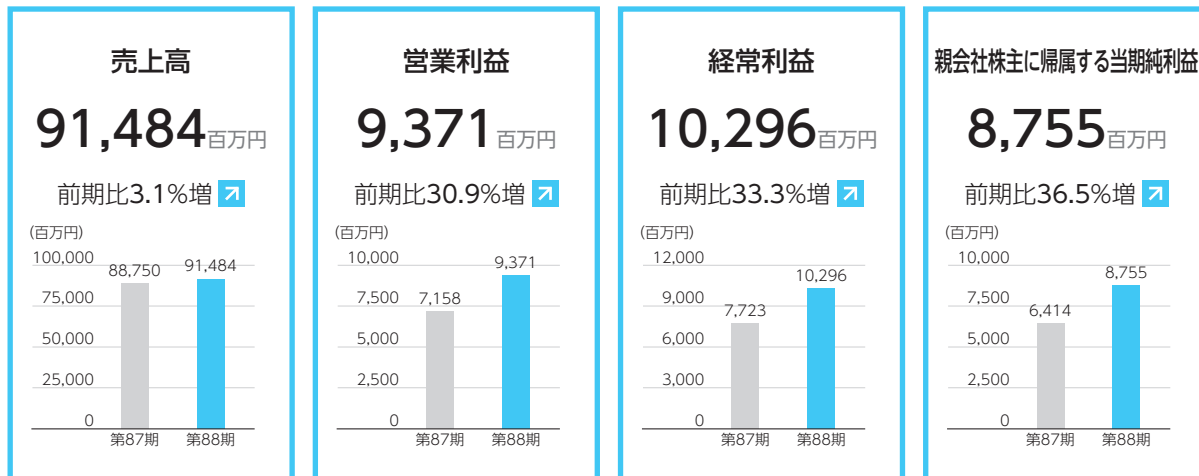 売上高
91,484百万円
前期比3.1%増
(百万円)
100,000
75,000
50,000
25,000
0
88,750
91,484
第87期
第88期
営業利益
9,371百万円
前期比30.9%増
(百万円)
10,000
7,500
5,000
2,500
0
7,158
9,371
第87期
第88期
経常利益
10,296百万円
前期比33.3%増
(百万円)
12,000
9,000
6,000
3,000
0
7,723
10,296
第87期
第88期
親会社株主に帰属する当期純利益
8,755百万円
前期比36.5%増
(百万円)
10,000
7,500
5,000
2,500
0
6,414
8,755
第87期
第88期